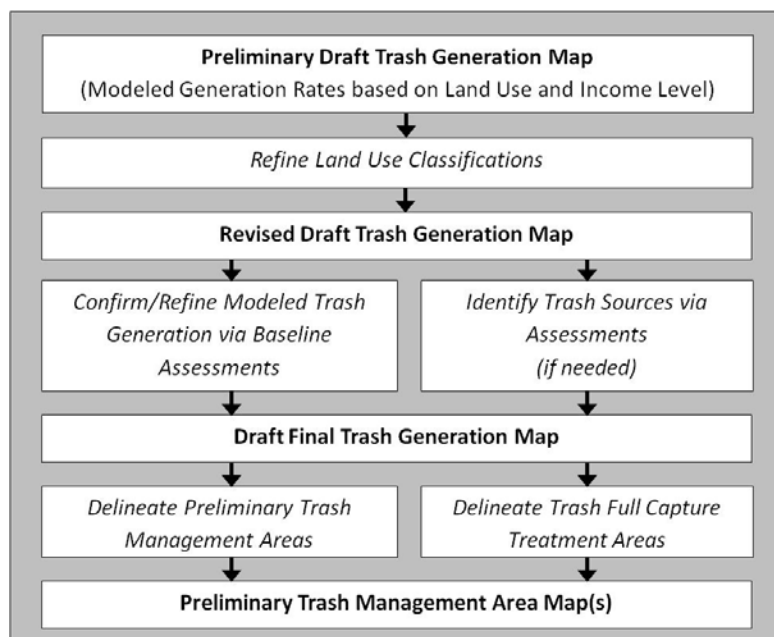 Preliminary Draft Trash Generation Map
(Modeled Generation Rates based on Land Use and Income Level)
Refine Land Use Classifications
Revised Draft Trash Generation Map
Confirm/Refine Modeled Trash
Generation via Baseline
Assessments
Identify Trash Sources via
Assessments
(if needed)
Draft Final Trash Generation Map
Delineate Preliminary Trash
Management Areas
Delineate Trash Full Capture
Treatment Areas
Preliminary Trash Management Area Map(s)